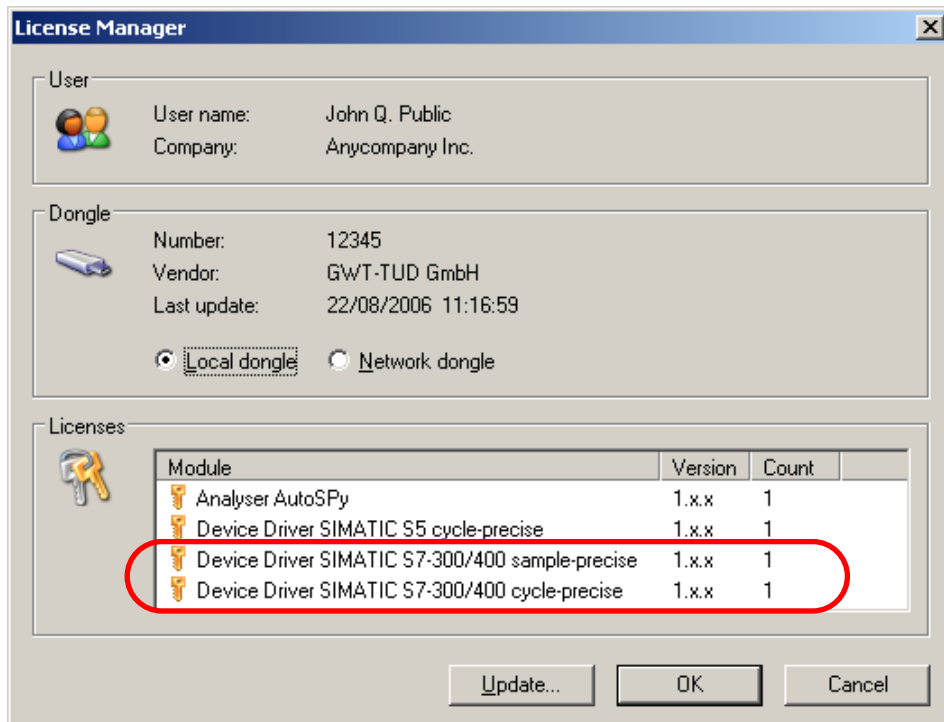 License Manager
User
User name: John Q. Public
Company: Anycompany Inc.
Dongle
Number: 12345
Vendor: GWT-TUD GmbH
Last update: 22/08/2006 11:16:59
Local dongle Network dongle
Licenses
Module Version Count
Analyser AutoSPy 1.x.x 1
Device Driver SIMATIC S5 cycle-precise 1.x.x 1
Device Driver SIMATIC S7-300/400 sample-precise 1.x.x 1
Device Driver SIMATIC S7-300/400 cycle-precise 1.x.x 1
Update... OK Cancel